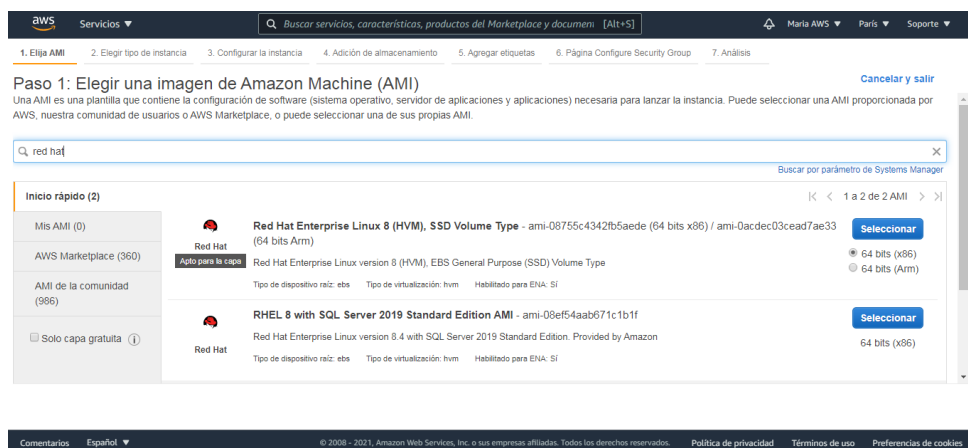 aws Servicios ▼ Buscar servicios, características, productos del Marketplace y documen [Alt+S] Maria AWS ▼ París ▼ Soporte ▼
1. Elija AMI 2. Elegir tipo de instancia 3. Configurar la instancia 4. Adición de almacenamiento 5. Agregar etiquetas 6. Página Configure Security Group 7. Análisis
Paso 1: Elegir una imagen de Amazon Machine (AMI) Cancelar y salir
Una AMI es una plantilla que contiene la configuración de software (sistema operativo, servidor de aplicaciones y aplicaciones) necesaria para lanzar la instancia. Puede seleccionar una AMI proporcionada por
AWS, nuestra comunidad de usuarios o AWS Marketplace, o puede seleccionar una de sus propias AMI.
red hat
Buscar por parámetro de Systems Manager
Inicio rápido (2) 1 a 2 de 2 AMI
Mis AMI (0)
AWS Marketplace (360)
AMI de la comunidad
(986)
Solo capa gratuita
Red Hat
Apto para la capa
Red Hat Enterprise Linux 8 (HVM), SSD Volume Type - ami-08755c4342fb5aede (64 bits x86) / ami-0acdec03cead7ae33
(64 bits Arm)
Red Hat Enterprise Linux version 8 (HVM), EBS General Purpose (SSD) Volume Type
Tipo de dispositivo raíz: ebs Tipo de virtualización: hvm Habilitado para ENA: Sí
Seleccionar
64 bits (x86)
64 bits (Arm)
Red Hat
RHEL 8 with SQL Server 2019 Standard Edition AMI - ami-08ef54aab671c1b1f
Red Hat Enterprise Linux version 8.4 with SQL Server 2019 Standard Edition. Provided by Amazon
Tipo de dispositivo raíz: ebs Tipo de virtualización: hvm Habilitado para ENA: Sí
Seleccionar
64 bits (x86)
Comentarios Español ▼ © 2008 - 2021, Amazon Web Services, Inc. o sus empresas afiliadas. Todos los derechos reservados. Política de privacidad Términos de uso Preferencias de cookies